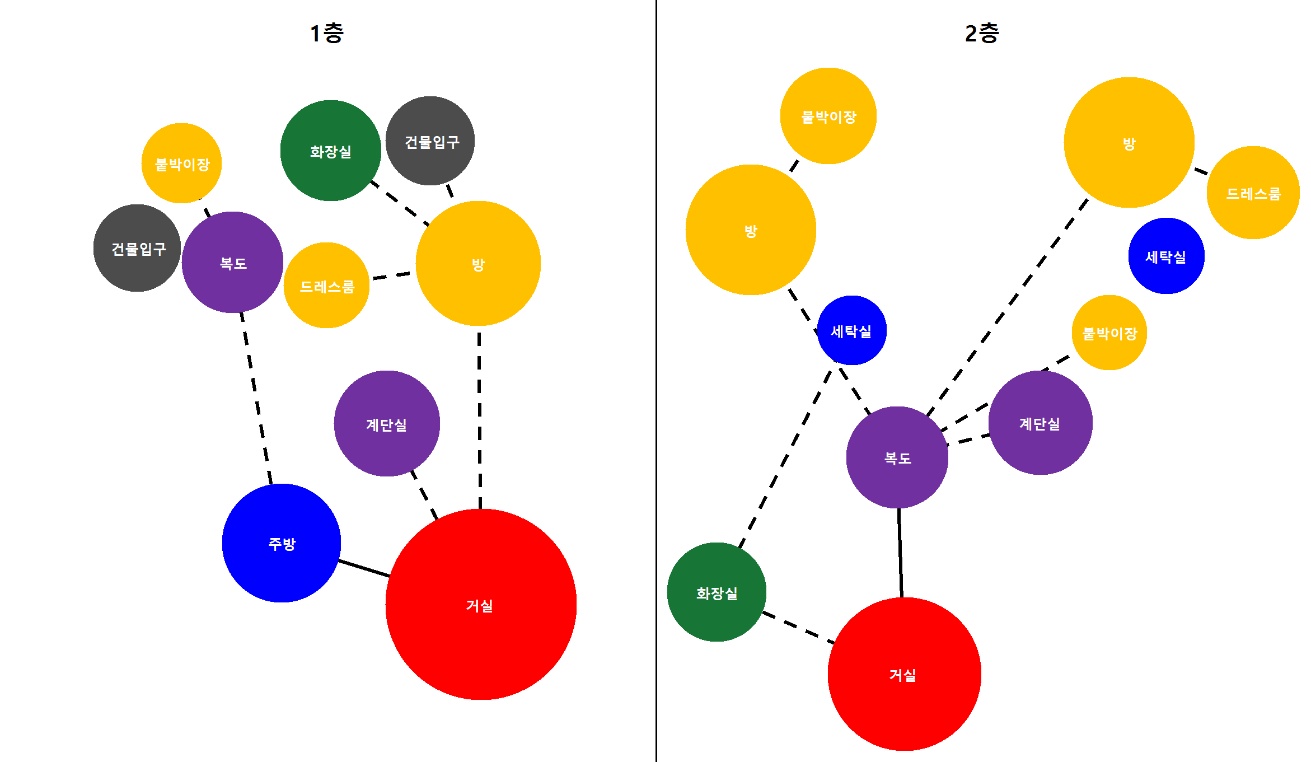 1층
건물입구
화장실
붙박이장
건물입구
복도
드레스룸
방
계단실
주방
거실
2층
붙박이장
방
방
드레스룸
세탁실
세탁실
붙박이장
계단실
복도
화장실
거실